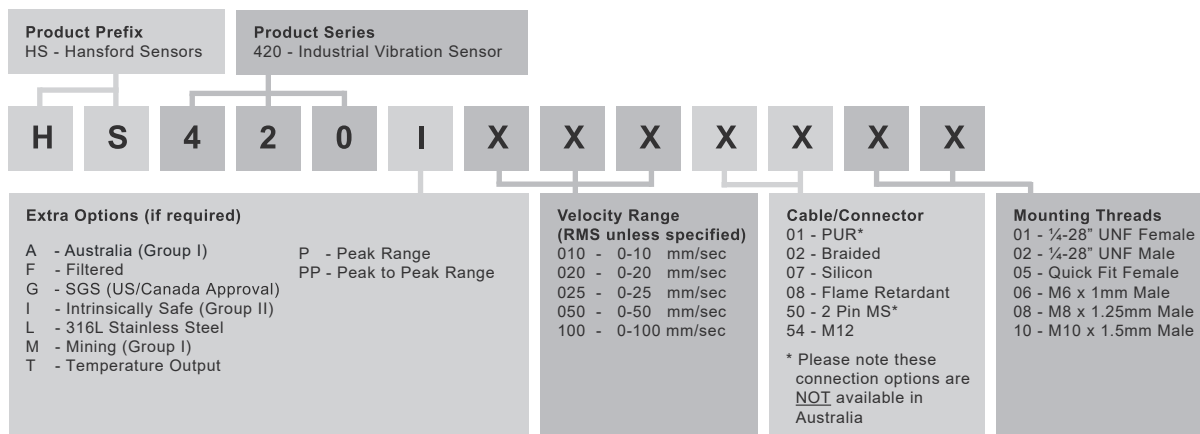 Product Prefix
HS - Hansford Sensors
Product Series
420 - Industrial Vibration Sensor
H S 4 2 0 I X X X X X X X
Extra Options (if required)
A - Australia (Group I)
F - Filtered
G - SGS (US/Canada Approval)
I - Intrinsically Safe (Group II)
L - 316L Stainless Steel
M - Mining (Group I)
T - Temperature Output
P - Peak Range
PP - Peak to Peak Range
Velocity Range
(RMS unless specified)
010 - 0-10 mm/sec
020 - 0-20 mm/sec
025 - 0-25 mm/sec
050 - 0-50 mm/sec
100 - 0-100 mm/sec
Cable/Connector
01 - PUR*
02 - Braided
07 - Silicon
08 - Flame Retardant
50 - 2 Pin MS*
54 - M12
* Please note these
connection options are
NOT available in
Australia
Mounting Threads
01 - ¼-28” UNF Female
02 - ¼-28” UNF Male
05 - Quick Fit Female
06 - M6 x 1mm Male
08 - M8 x 1.25mm Male
10 - M10 x 1.5mm Male